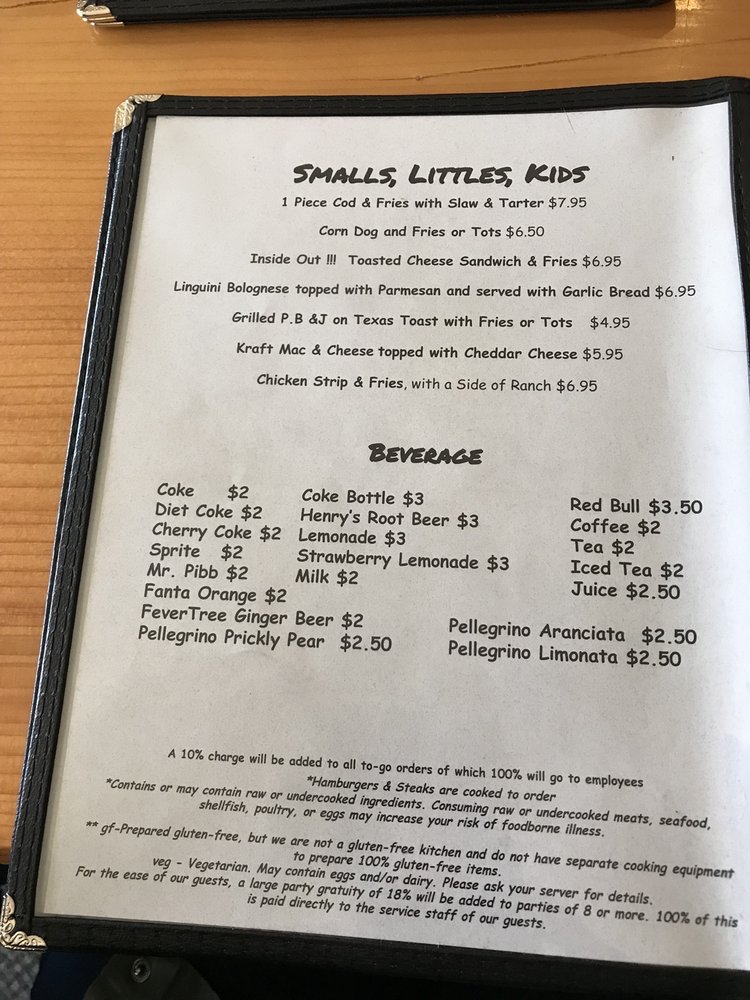 Smalls, Littles, Kids
1 Piece Cod & Fries with Slaw & Tarter $7.95
Corn Dog and Fries or Tots $6.50
Inside Out !!! Toasted Cheese Sandwich & Fries $6.95
Linguini Bolognese topped with Parmesan and served with Garlic Bread $6.95
Grilled P.B &J on Texas Toast with Fries or Tots $4.95
Kraft Mac & Cheese topped with Cheddar Cheese $5.95
Chicken Strip & Fries, with a Side of Ranch $6.95
Beverage
Coke $2
Diet Coke $2
Cherry Coke $2
Sprite $2
Mr. Pibb $2
Fanta Orange $2
FeverTree Ginger Beer $2
Pellegrino Prickly Pear $2.50
Coke Bottle $3
Henry's Root Beer $3
Lemonade $3
Strawberry Lemonade $3
Milk $2
Red Bull $3.50
Coffee $2
Tea $2
Iced Tea $2
Juice $2.50
Pellegrino Aranciata $2.50
Pellegrino Limonata $2.50
A 10% charge will be added to all to-go orders of which 100% will go to employees
*Hamburgers & Steaks are cooked to order
*Contains or may contain raw or undercooked ingredients. Consuming raw or undercooked meats, seafood,
shellfish, poultry, or eggs may increase your risk of foodborne illness.
** gf-Prepared gluten-free, but we are not a gluten-free kitchen and do not have separate cooking equipment
to prepare 100% gluten-free items.
veg - Vegetarian. May contain eggs and/or dairy. Please ask your server for details.
For the ease of our guests, a large party gratuity of 18% will be added to parties of 8 or more. 100% of this
is paid directly to the service staff of our guests.